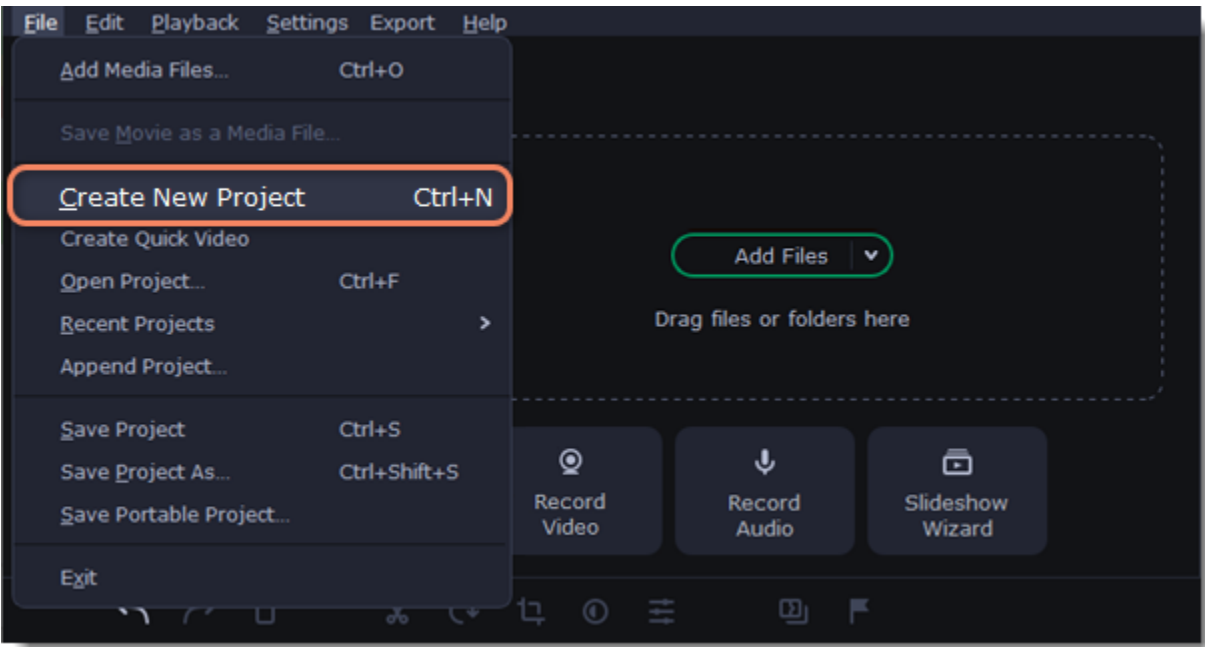 File Edit Playback Settings Export Help
Add Media Files... Ctrl+O
Save Movie as a Media File...
Create New Project Ctrl+N
Create Quick Video
Open Project... Ctrl+F
Recent Projects
Append Project...
Save Project Ctrl+S
Save Project As... Ctrl+Shift+S
Save Portable Project...
Exit
Add Files
Drag files or folders here
Record
Video
Record
Audio
Slideshow
Wizard